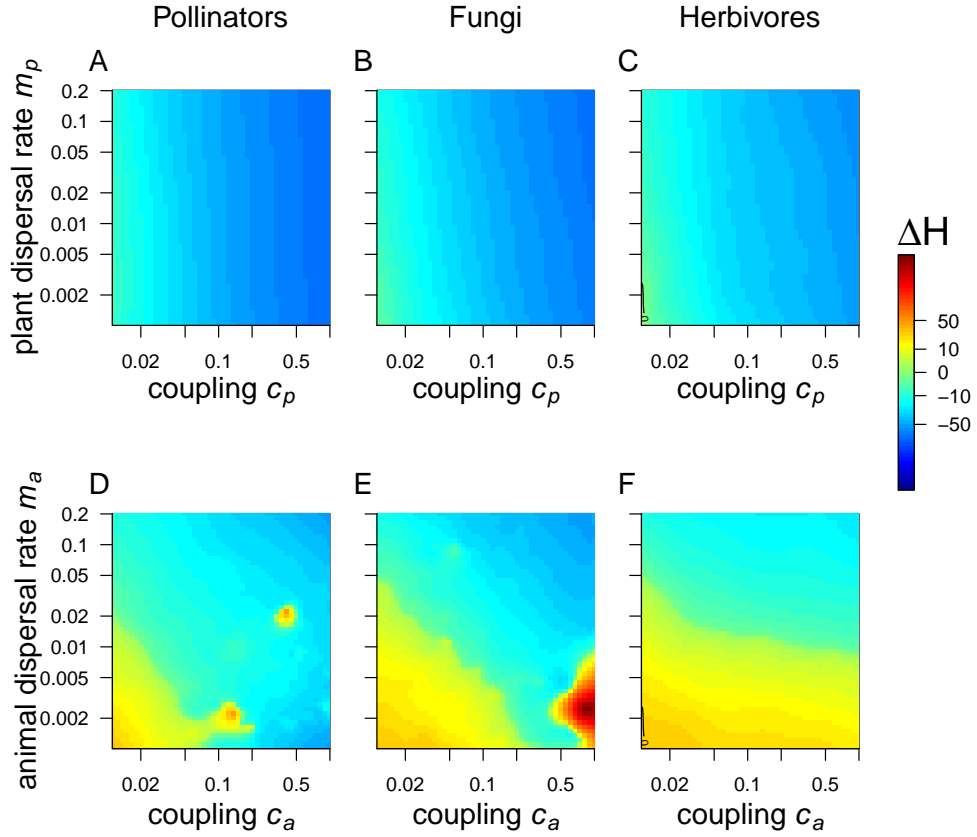 Pollinators Fungi Herbivores
A B C
plant dispersal rate m_p
0.2
0.1
0.05
0.02
0.01
0.005
0.002
0
0.02 0.1 0.5 0.02 0.1 0.5 0.02 0.1 0.5
coupling c_p coupling c_p coupling c_p
ΔH
50
10
0
−10
−50
D E F
animal dispersal rate m_a
0.2
0.1
0.05
0.02
0.01
0.005
0.002
0
0.02 0.1 0.5 0.02 0.1 0.5 0.02 0.1 0.5
coupling c_a coupling c_a coupling c_a